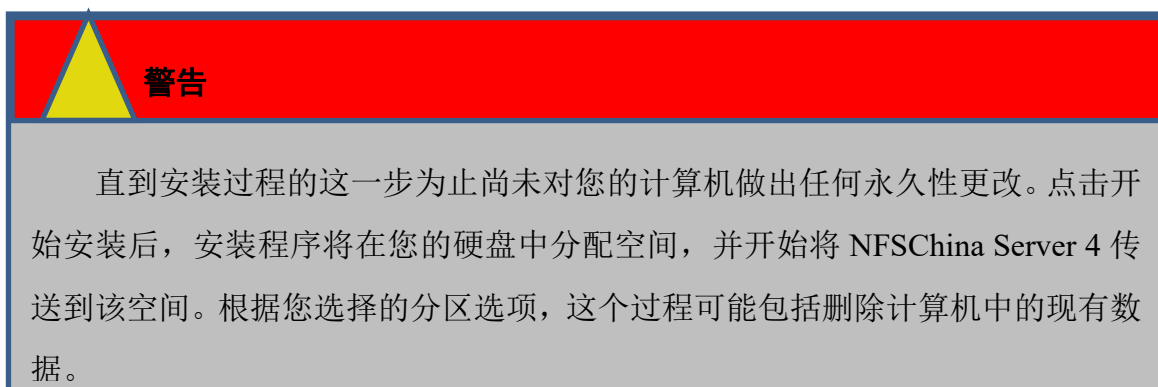 警告
直到安装过程的这一步为止尚未对您的计算机做出任何永久性更改。点击开
始安装后，安装程序将在您的硬盘中分配空间，并开始将 NFSChina Server 4 传
送到该空间。根据您选择的分区选项，这个过程可能包括删除计算机中的现有数
据。